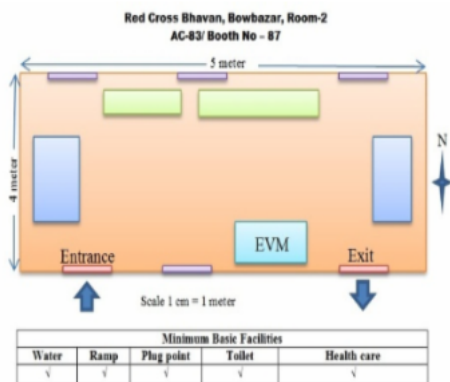 Red Cross Bhavan, Bowbazar, Room-2
AC-83/ Booth No - 87
5 meter
4 meter
N
EVM
Entrance
Exit
Scale 1 cm = 1 meter
Minimum Basic Facilities
Water Ramp Plug point Toilet Health care
√ √ √ √ √